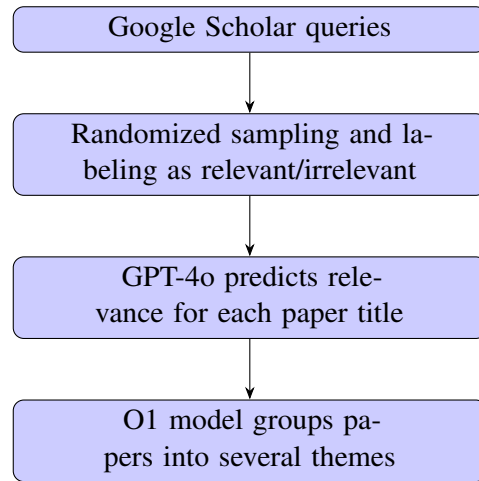 Google Scholar queries
Randomized sampling and la-
beling as relevant/irrelevant
GPT-4o predicts rele-
vance for each paper title
O1 model groups pa-
pers into several themes